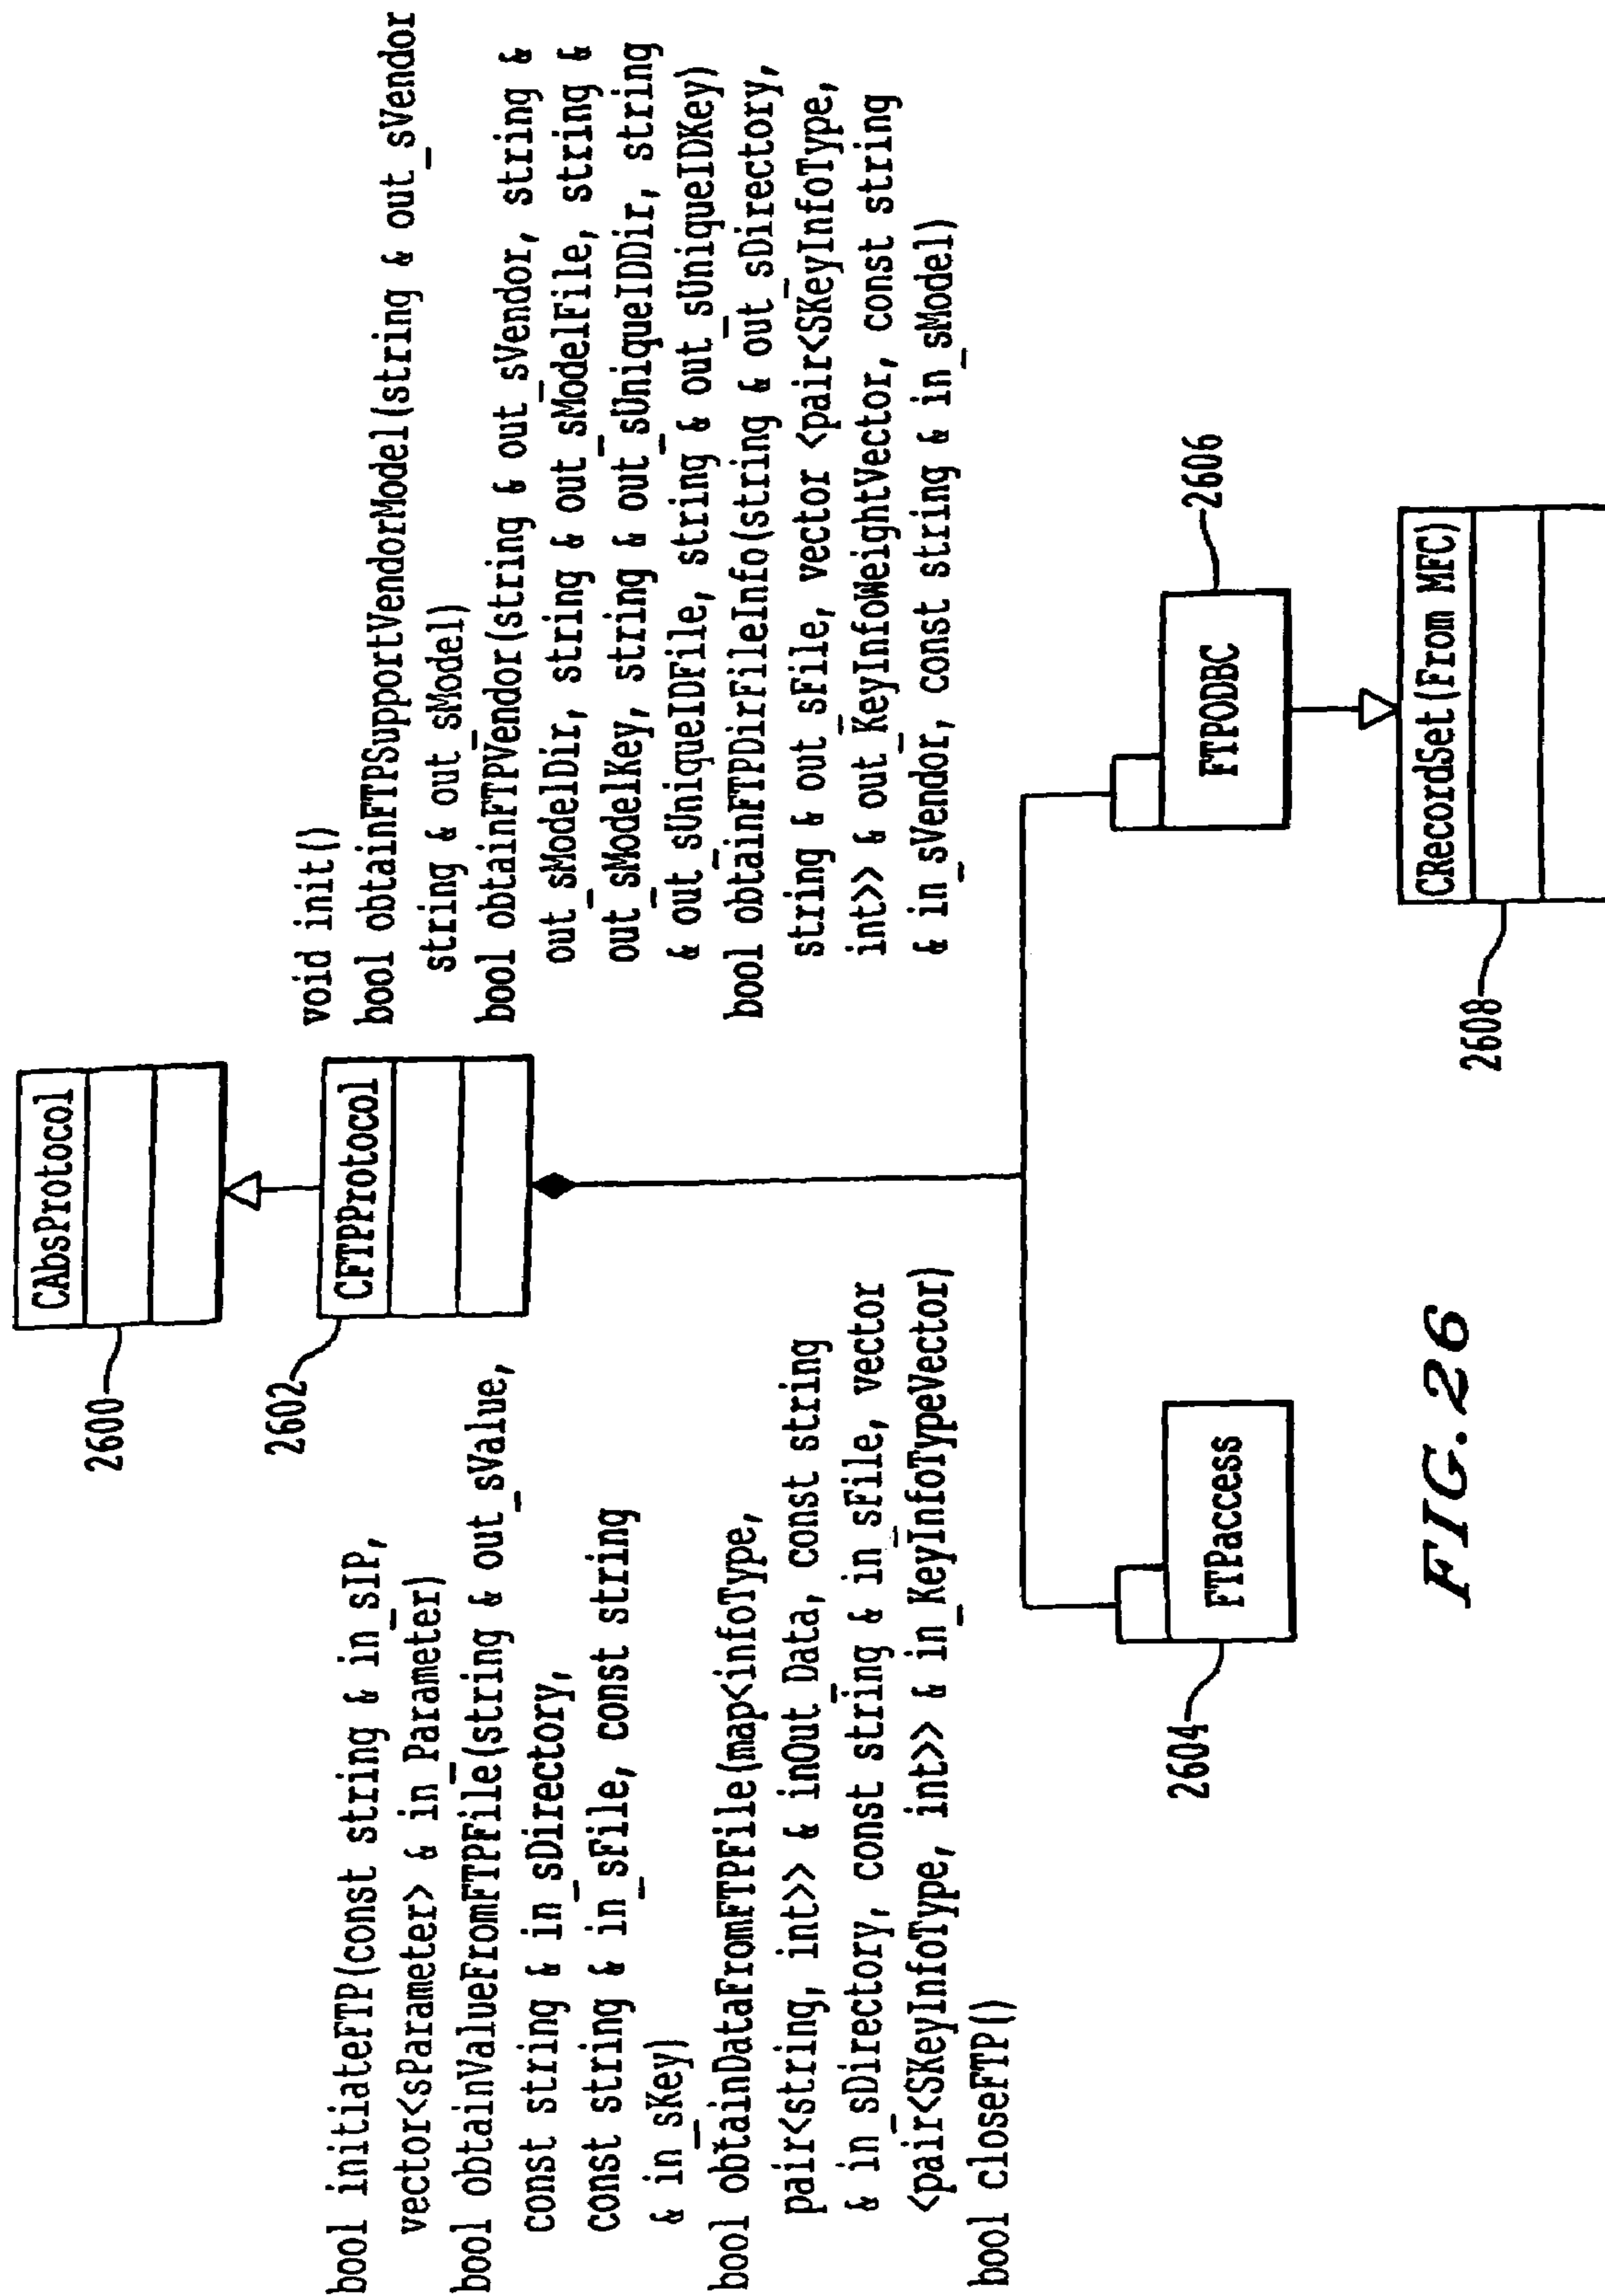 CAbsProtocol
2600
CFTPProtocol
2602
bool initiateFTP(const string & in_sIP,
vector<sParameter> & in_Parameter)
bool obtainValueFromFTPFile(string & out_sValue,
const string & in_sDirectory,
const string & in_sFile, const string
& in_sKey)
bool obtainDataFromFTPFile(map<infoType,
pair<string, int>> & inOut_Data, const string
& in_sDirectory, const string & in_sFile, vector
<pair<SKeyInfoType, int>> & in_KeyInfoTypeVector)
bool closeFTP()
void init()
bool obtainFTPSupportVendorModel(string & out_sVendor
string & out_sModel)
bool obtainFTPVendor(string & out_sVendor, string &
out_sModelDir, string & out_sModelFile, string &
out_sModelKey, string & out_sUniqueIDDir, string
& out_sUniqueIDFile, string & out_sUniqueIDKey)
bool obtainFTPDirFileInfo(string & out_sDirectory,
string & out_sFile, vector <pair<SKeyInfoType,
int>> & out_KeyInfoWeightVector, const string
& in_sVendor, const string & in_sModel)
FTPaccess
2604
FTPODBC
2606
CRecordSet(From MFC)
2608
FIG.26